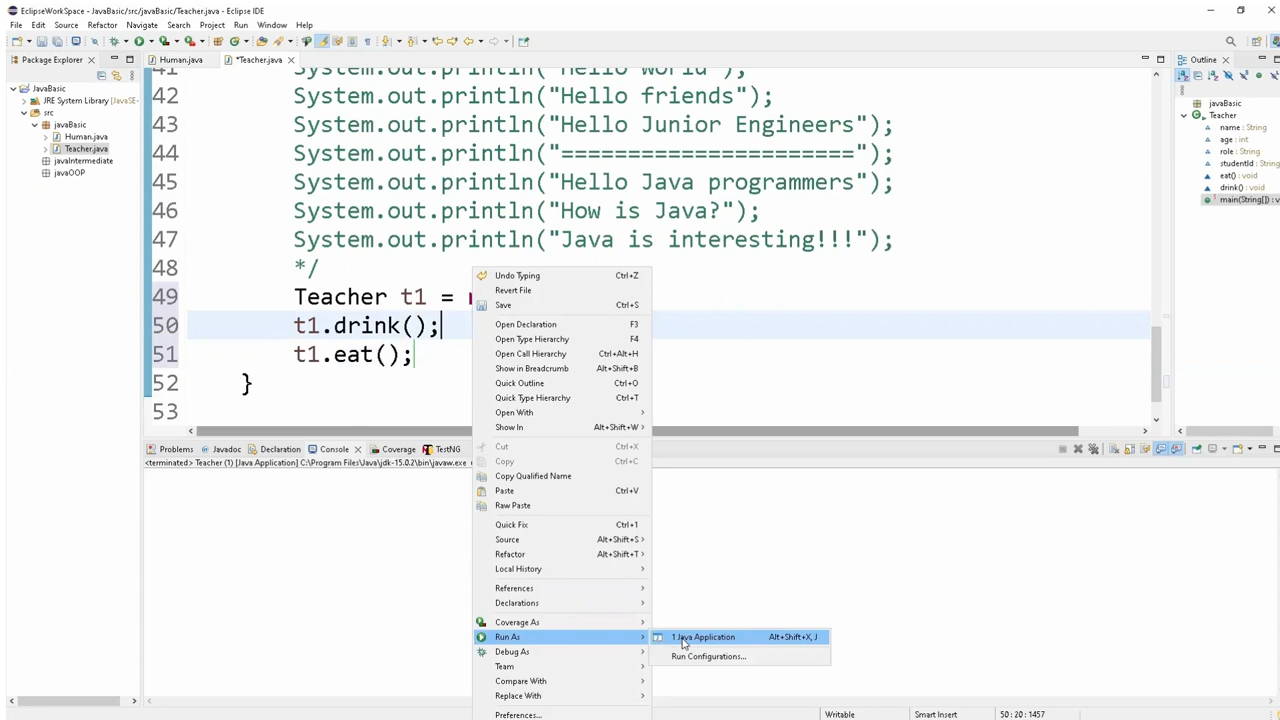 EclipseWorkSpace - JavaBasic/src/javaBasic/Teacher.java - Eclipse IDE
File Edit Source Refactor Navigate Search Project Run Window Help
Package Explorer
JavaBasic
JRE System Library [JavaSE-
src
javaBasic
Human.java
Teacher.java
javaIntermediate
javaOOP
Human.java
*Teacher.java
41 System.out.println("Hello world");
42 System.out.println("Hello friends");
43 System.out.println("Hello Junior Engineers");
44 System.out.println("======================");
45 System.out.println("Hello Java programmers");
46 System.out.println("How is Java?");
47 System.out.println("Java is interesting!!!");
48 */
49 Teacher t1 =
50 t1.drink();
51 t1.eat();
52 }
53
Undo Typing Ctrl+Z
Revert File
Save Ctrl+S
Open Declaration F3
Open Type Hierarchy F4
Open Call Hierarchy Ctrl+Alt+H
Show in Breadcrumb Alt+Shift+B
Quick Outline Ctrl+O
Quick Type Hierarchy Ctrl+T
Open With
Show In Alt+Shift+W
Cut Ctrl+X
Copy Ctrl+C
Copy Qualified Name
Paste Ctrl+V
Raw Paste
Quick Fix Ctrl+1
Source Alt+Shift+S
Refactor Alt+Shift+T
Local History
References
Declarations
Coverage As
Run As
Debug As
Team
Compare With
Replace With
Preferences...
1 Java Application Alt+Shift+X, J
Run Configurations...
Problems Javadoc Declaration Console Coverage TestNG
<terminated> Teacher (1) [Java Application] C:\Program Files\Java\jdk-15.0.2\bin\javaw.exe
Outline
javaBasic
Teacher
name : String
age : int
role : String
studentId
eat() : void
drink() : void
main(String[]) : v
Writable Smart Insert 50 : 20 : 1457